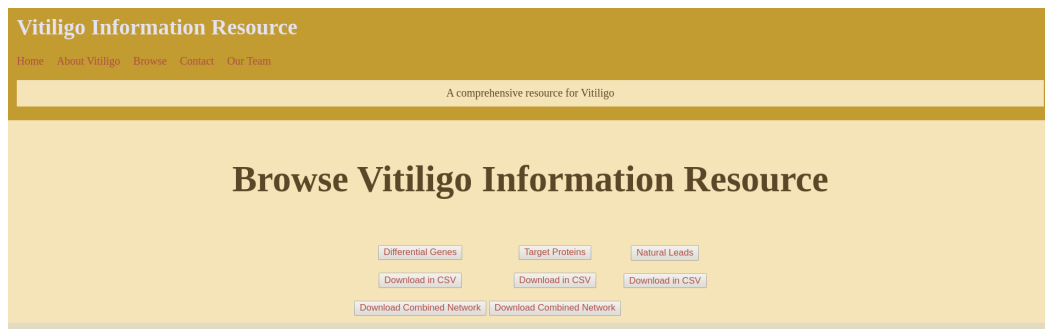 Vitiligo Information Resource
Home About Vitiligo Browse Contact Our Team
A comprehensive resource for Vitiligo
Browse Vitiligo Information Resource
Differential Genes Target Proteins Natural Leads
Download in CSV Download in CSV Download in CSV
Download Combined Network Download Combined Network